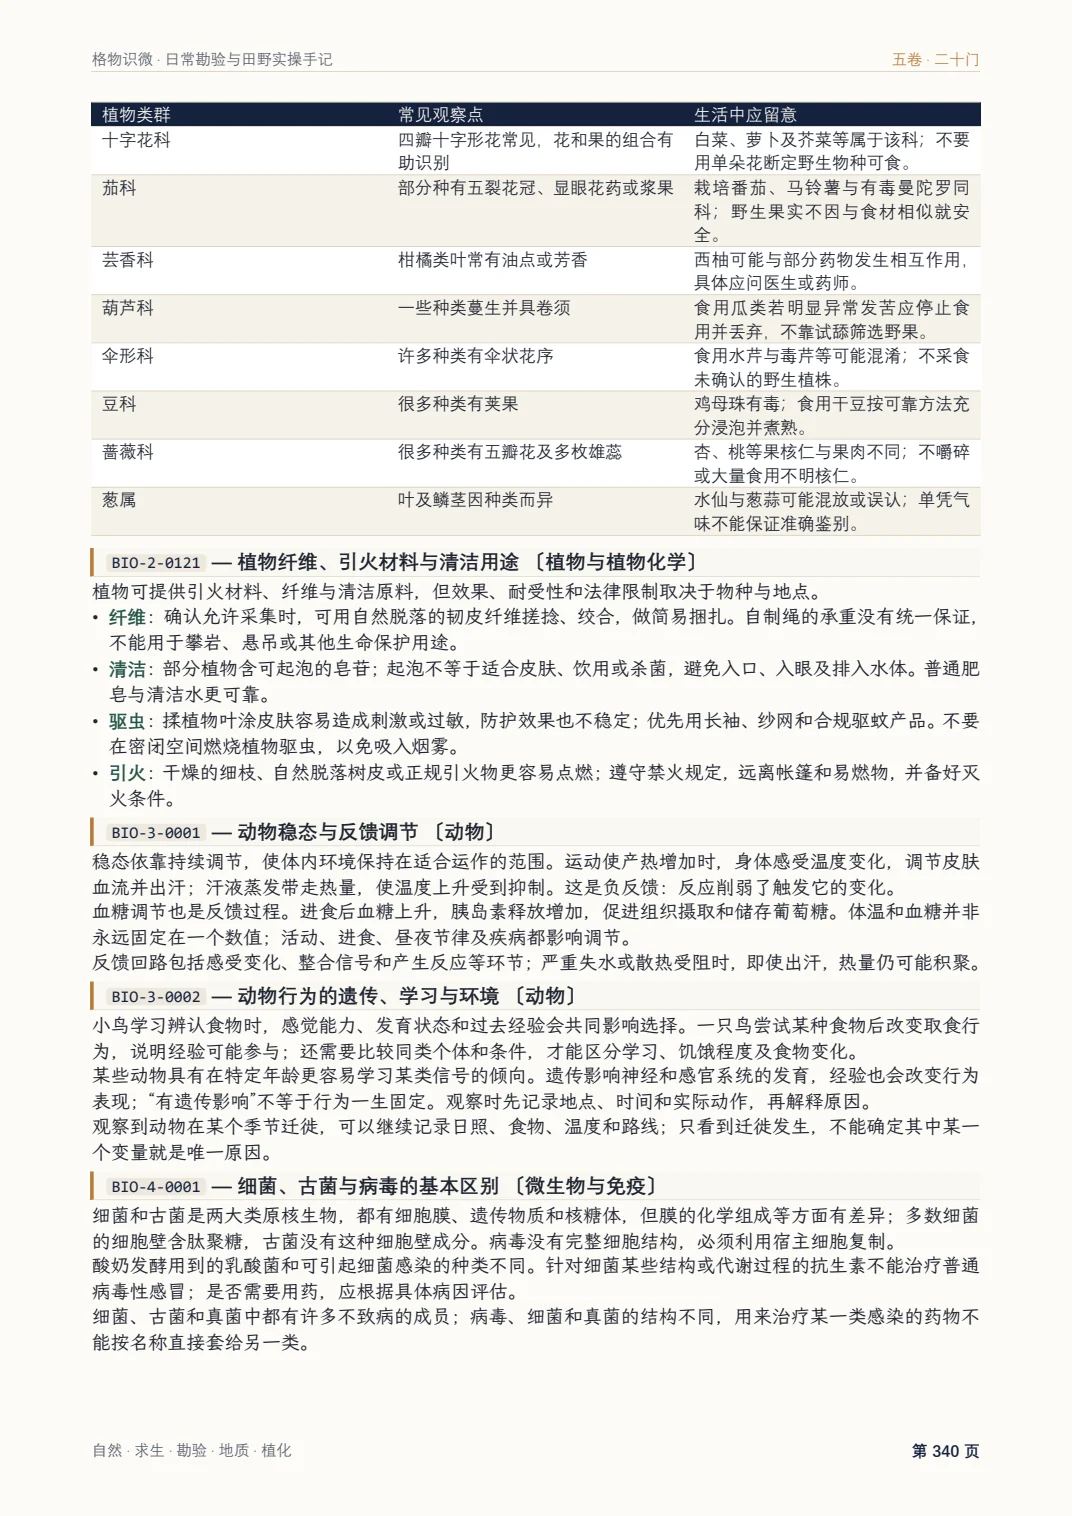 格物识微 · 日常勘验与田野实操手记
五卷 · 二十门
植物类群 常见观察点 生活中应留意
十字花科 四瓣十字形花常见，花和果的组合有助识别 白菜、萝卜及芥菜等属于该科；不要用单朵花断定野生物种可食。
茄科 部分种有五裂花冠、显眼花药或浆果 栽培番茄、马铃薯与有毒曼陀罗同科；野生果实不因与食材相似就安全。
芸香科 柑橘类叶常有油点或芳香 西柚可能与部分药物发生相互作用，具体应问医生或药师。
葫芦科 一些种类蔓生并具卷须 食用瓜类若明显异常发苦应停止食用并丢弃，不靠试舔筛选野果。
伞形科 许多种类有伞状花序 食用水芹与毒芹等可能混淆；不采食未确认的野生植株。
豆科 很多种类有荚果 鸡母珠有毒；食用干豆按可靠方法充分浸泡并煮熟。
蔷薇科 很多种类有五瓣花及多枚雄蕊 杏、桃等果核仁与果肉不同；不嚼碎或大量食用不明核仁。
葱属 叶及鳞茎因种类而异 水仙与葱蒜可能混放或误认；单凭气味不能保证准确鉴别。
BIO-2-0121 — 植物纤维、引火材料与清洁用途 〔植物与植物化学〕
植物可提供引火材料、纤维与清洁原料，但效果、耐受性和法律限制取决于物种与地点。
• 纤维：确认允许采集时，可用自然脱落的韧皮纤维搓捻、绞合，做简易捆扎。自制绳的承重没有统一保证，
不能用于攀岩、悬吊或其他生命保护用途。
• 清洁：部分植物含可起泡的皂苷；起泡不等于适合皮肤、饮用或杀菌，避免入口、入眼及排入水体。普通肥
皂与清洁水更可靠。
• 驱虫：揉植物叶涂皮肤容易造成刺激或过敏，防护效果也不稳定；优先用长袖、纱网和合规驱蚊产品。不要
在密闭空间燃烧植物驱虫，以免吸入烟雾。
• 引火：干燥的细枝、自然脱落树皮或正规引火物更容易点燃；遵守禁火规定，远离帐篷和易燃物，并备好灭
火条件。
BIO-3-0001 — 动物稳态与反馈调节 〔动物〕
稳态依靠持续调节，使体内环境保持在适合运作的范围。运动使产热增加时，身体感受温度变化，调节皮肤
血流并出汗；汗液蒸发带走热量，使温度上升受到抑制。这是负反馈：反应削弱了触发它的变化。
血糖调节也是反馈过程。进食后血糖上升，胰岛素释放增加，促进组织摄取和储存葡萄糖。体温和血糖并非
永远固定在一个数值；活动、进食、昼夜节律及疾病都影响调节。
反馈回路包括感受变化、整合信号和产生反应等环节；严重失水或散热受阻时，即使出汗，热量仍可能积聚。
BIO-3-0002 — 动物行为的遗传、学习与环境 〔动物〕
小鸟学习辨认食物时，感觉能力、发育状态和过去经验会共同影响选择。一只鸟尝试某种食物后改变取食行
为，说明经验可能参与；还需要比较同类个体和条件，才能区分学习、饥饿程度及食物变化。
某些动物具有在特定年龄更容易学习某类信号的倾向。遗传影响神经和感官系统的发育，经验也会改变行为
表现；“有遗传影响”不等于行为一生固定。观察时先记录地点、时间和实际动作，再解释原因。
观察到动物在某个季节迁徙，可以继续记录日照、食物、温度和路线；只看到迁徙发生，不能确定其中某一
个变量就是唯一原因。
BIO-4-0001 — 细菌、古菌与病毒的基本区别 〔微生物与免疫〕
细菌和古菌是两大类原核生物，都有细胞膜、遗传物质和核糖体，但膜的化学组成等方面有差异；多数细菌
的细胞壁含肽聚糖，古菌没有这种细胞壁成分。病毒没有完整细胞结构，必须利用宿主细胞复制。
酸奶发酵用到的乳酸菌和可引起细菌感染的种类不同。针对细菌某些结构或代谢过程的抗生素不能治疗普通
病毒性感冒；是否需要用药，应根据具体病因评估。
细菌、古菌和真菌中都有许多不致病的成员；病毒、细菌和真菌的结构不同，用来治疗某一类感染的药物不
能按名称直接套给另一类。
自然 · 求生 · 勘验 · 地质 · 植化
第 340 页